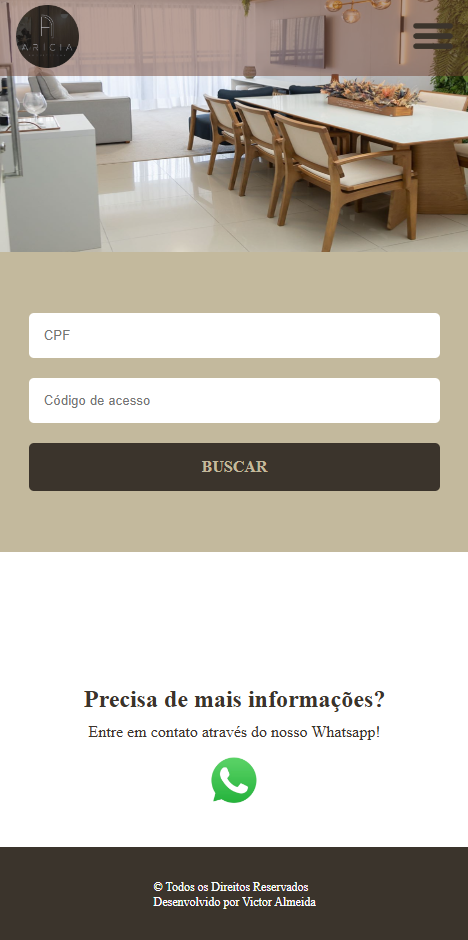 ARÍCIA
CPF
Código de acesso
BUSCAR
Precisa de mais informações?
Entre em contato através do nosso Whatsapp!
© Todos os Direitos Reservados
Desenvolvido por Victor Almeida